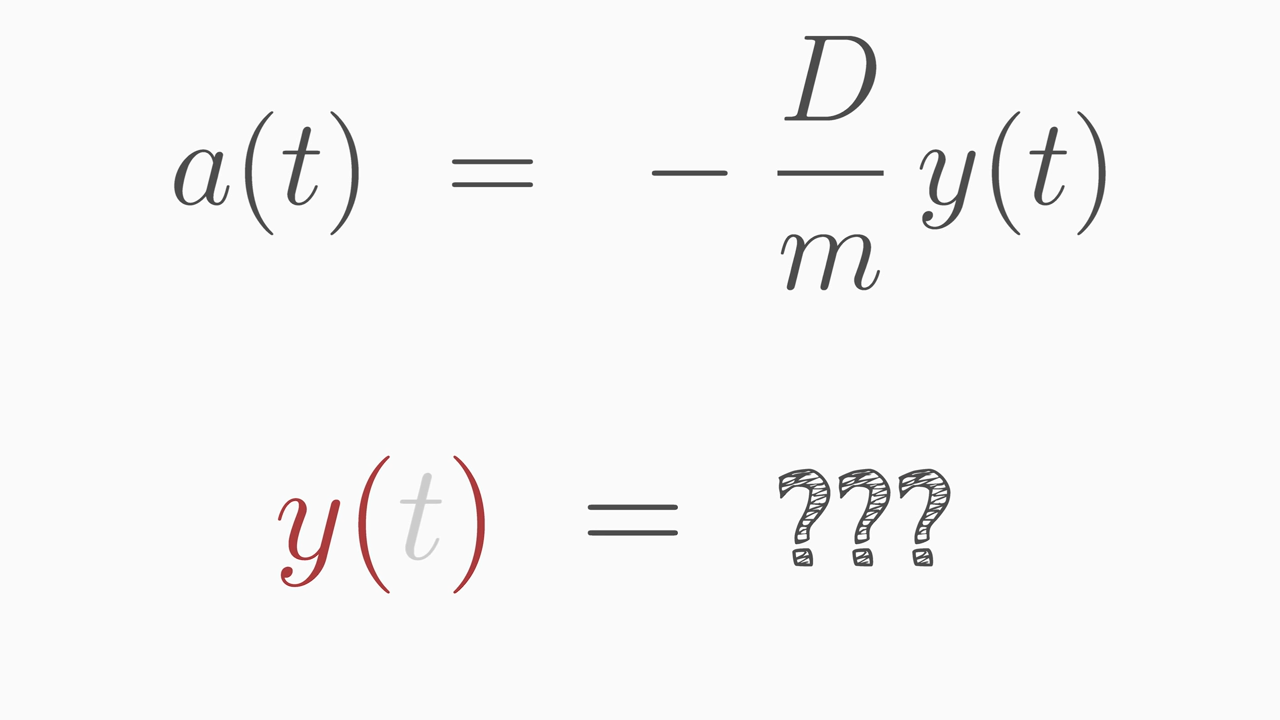 a(t) = − D/m y(t)
y(t) = ???